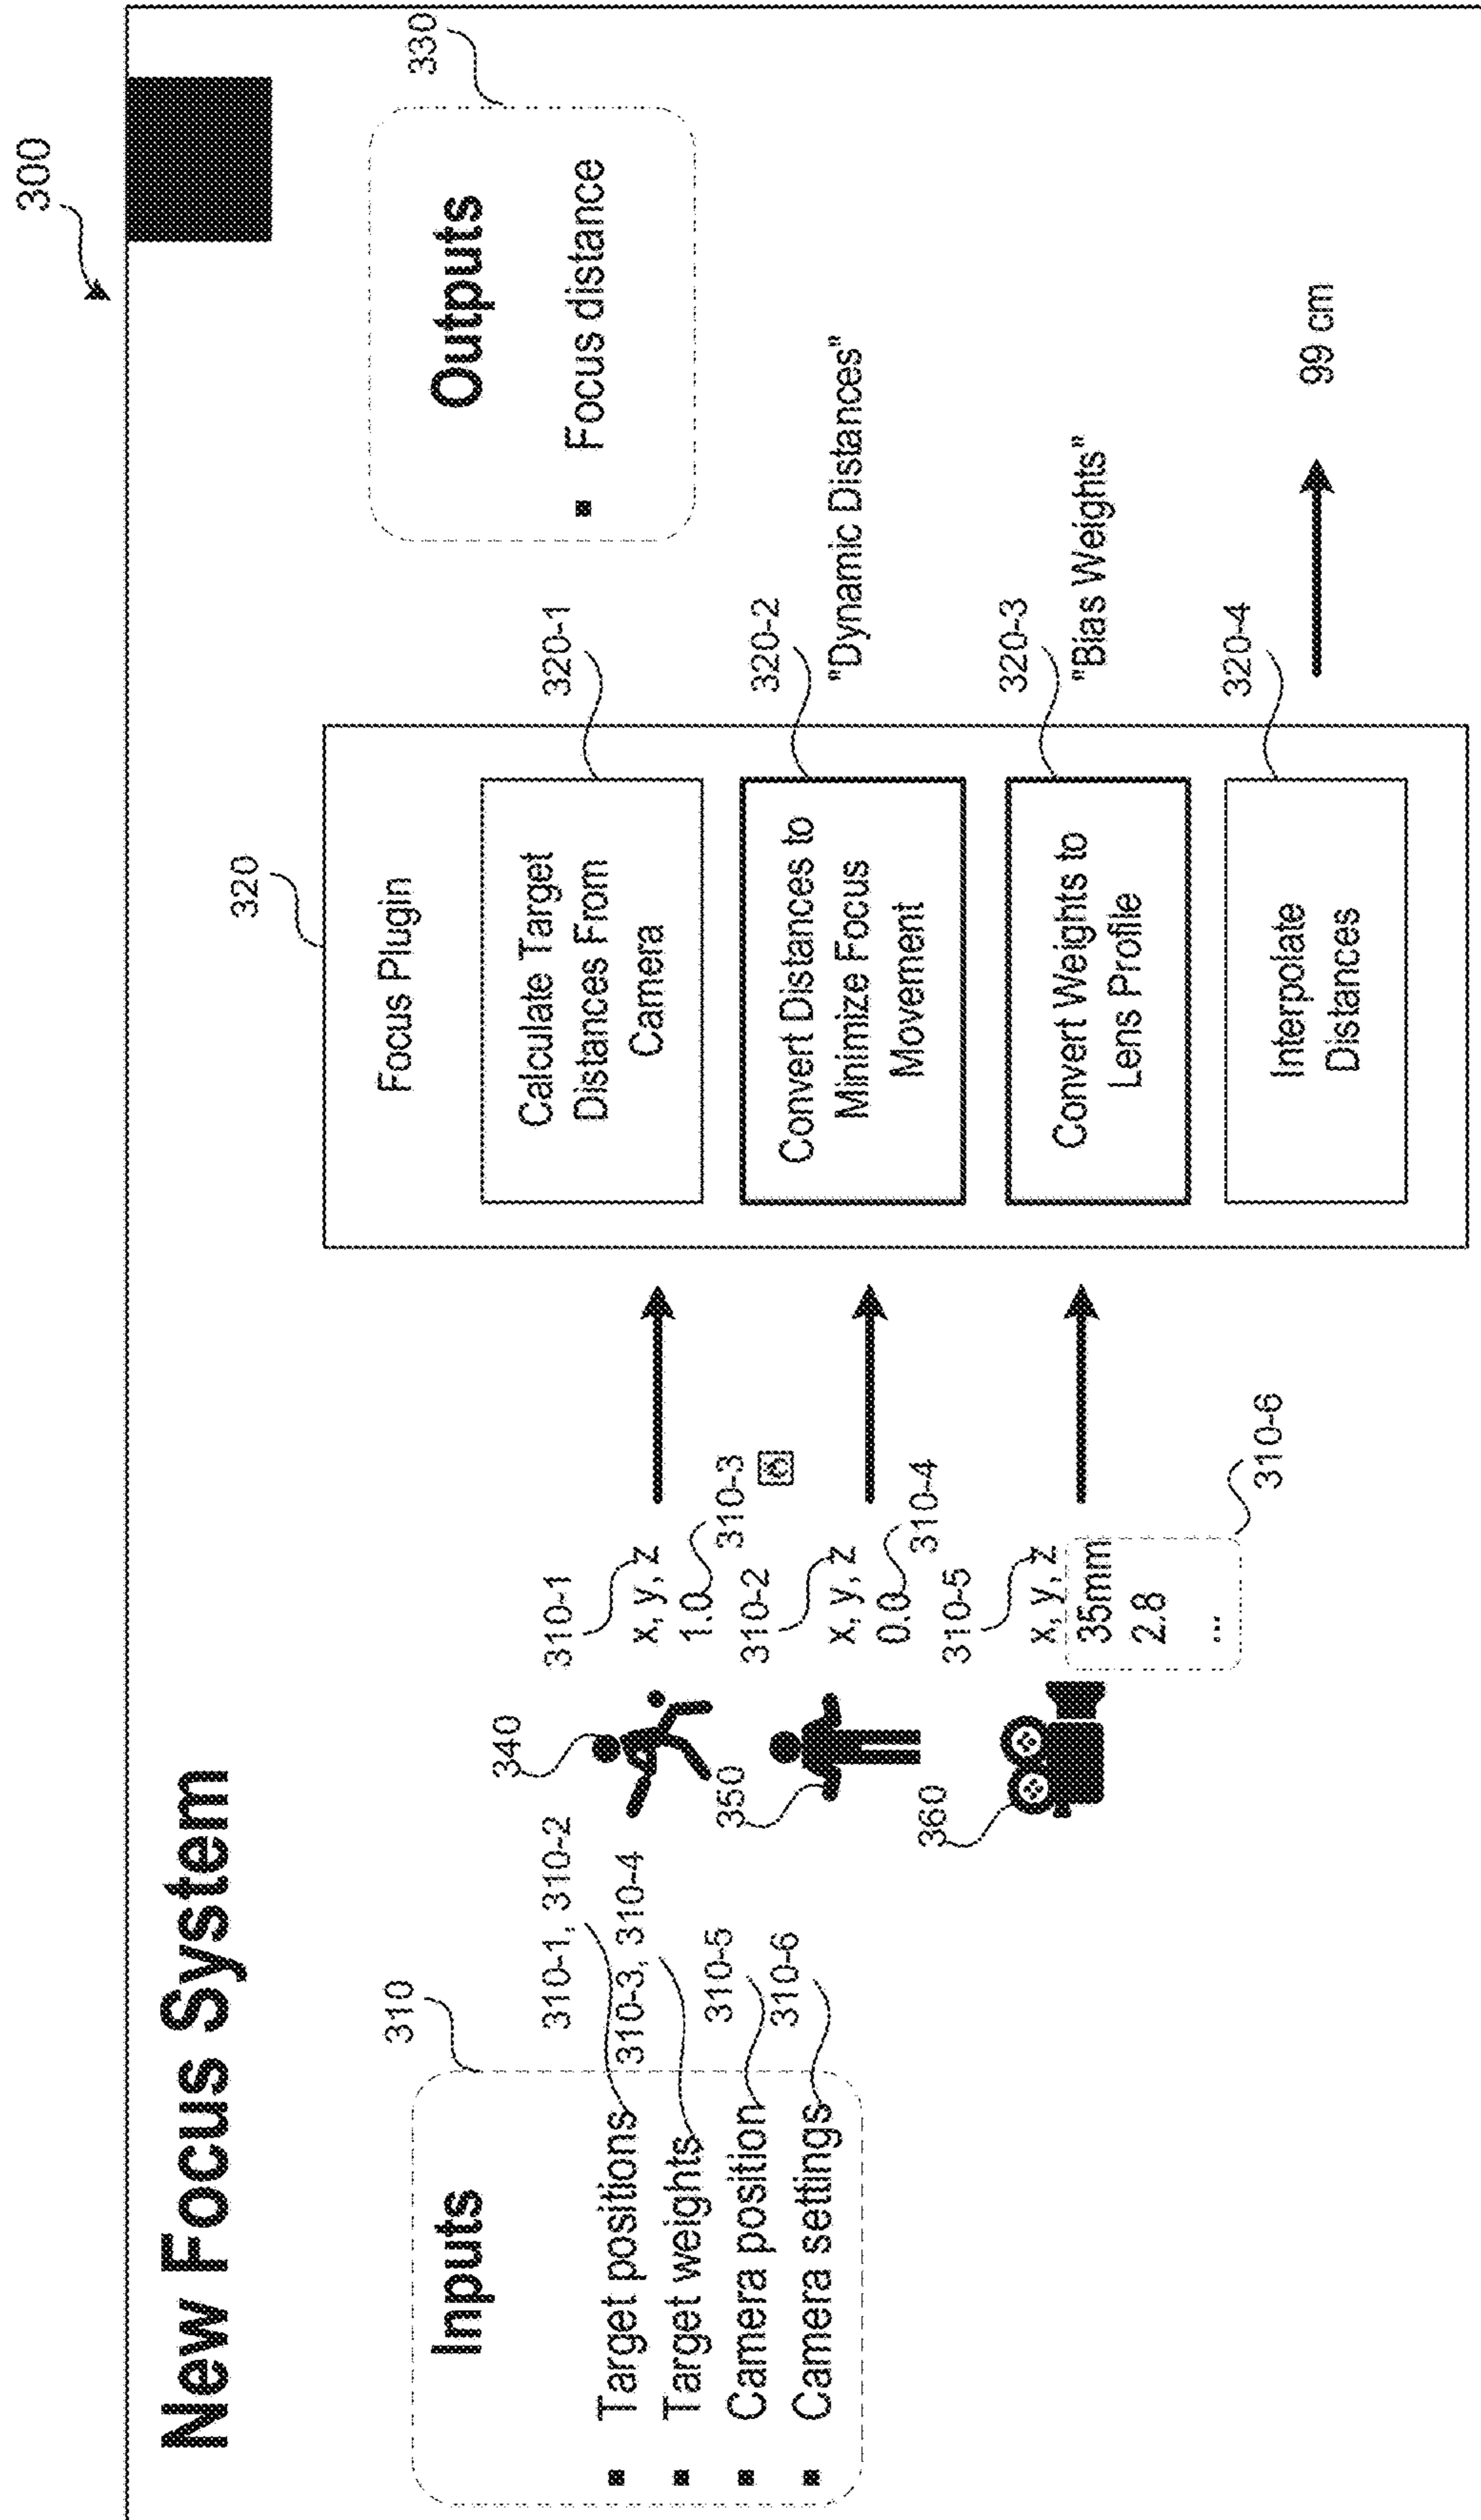 300
New Focus System
310
Inputs
310-1, 310-2
Target positions
310-3, 310-4
Target weights
310-5
Camera position
310-6
Camera settings
340
310-1
x, y, z
1.0
310-3
350
310-2
x, y, z
0.0
310-4
360
310-5
x, y, z
35mm
2.8
...
310-6
320
Focus Plugin
320-1
Calculate Target
Distances From
Camera
320-2
Convert Distances to
Minimize Focus
Movement
"Dynamic Distances"
320-3
Convert Weights to
Lens Profile
"Bias Weights"
320-4
Interpolate
Distances
99 cm
330
Outputs
Focus distance